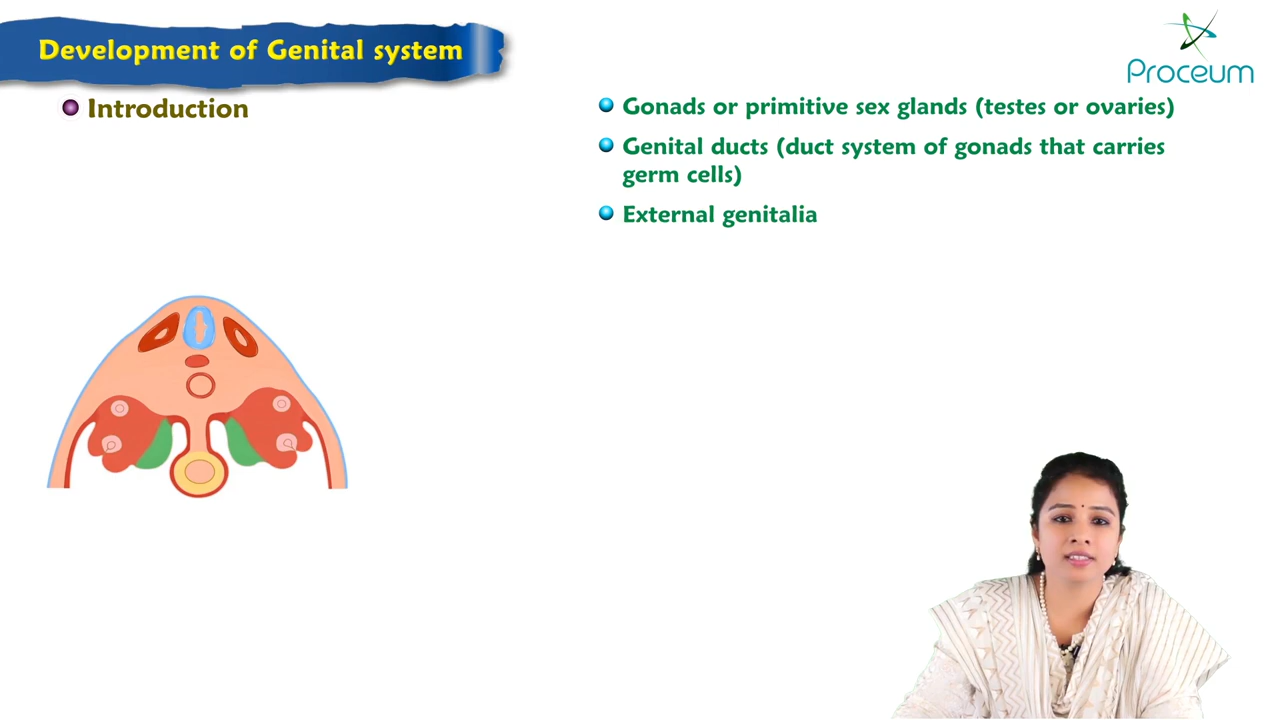 Development of Genital system
Proceum
Introduction
Gonads or primitive sex glands (testes or ovaries)
Genital ducts (duct system of gonads that carries
germ cells)
External genitalia